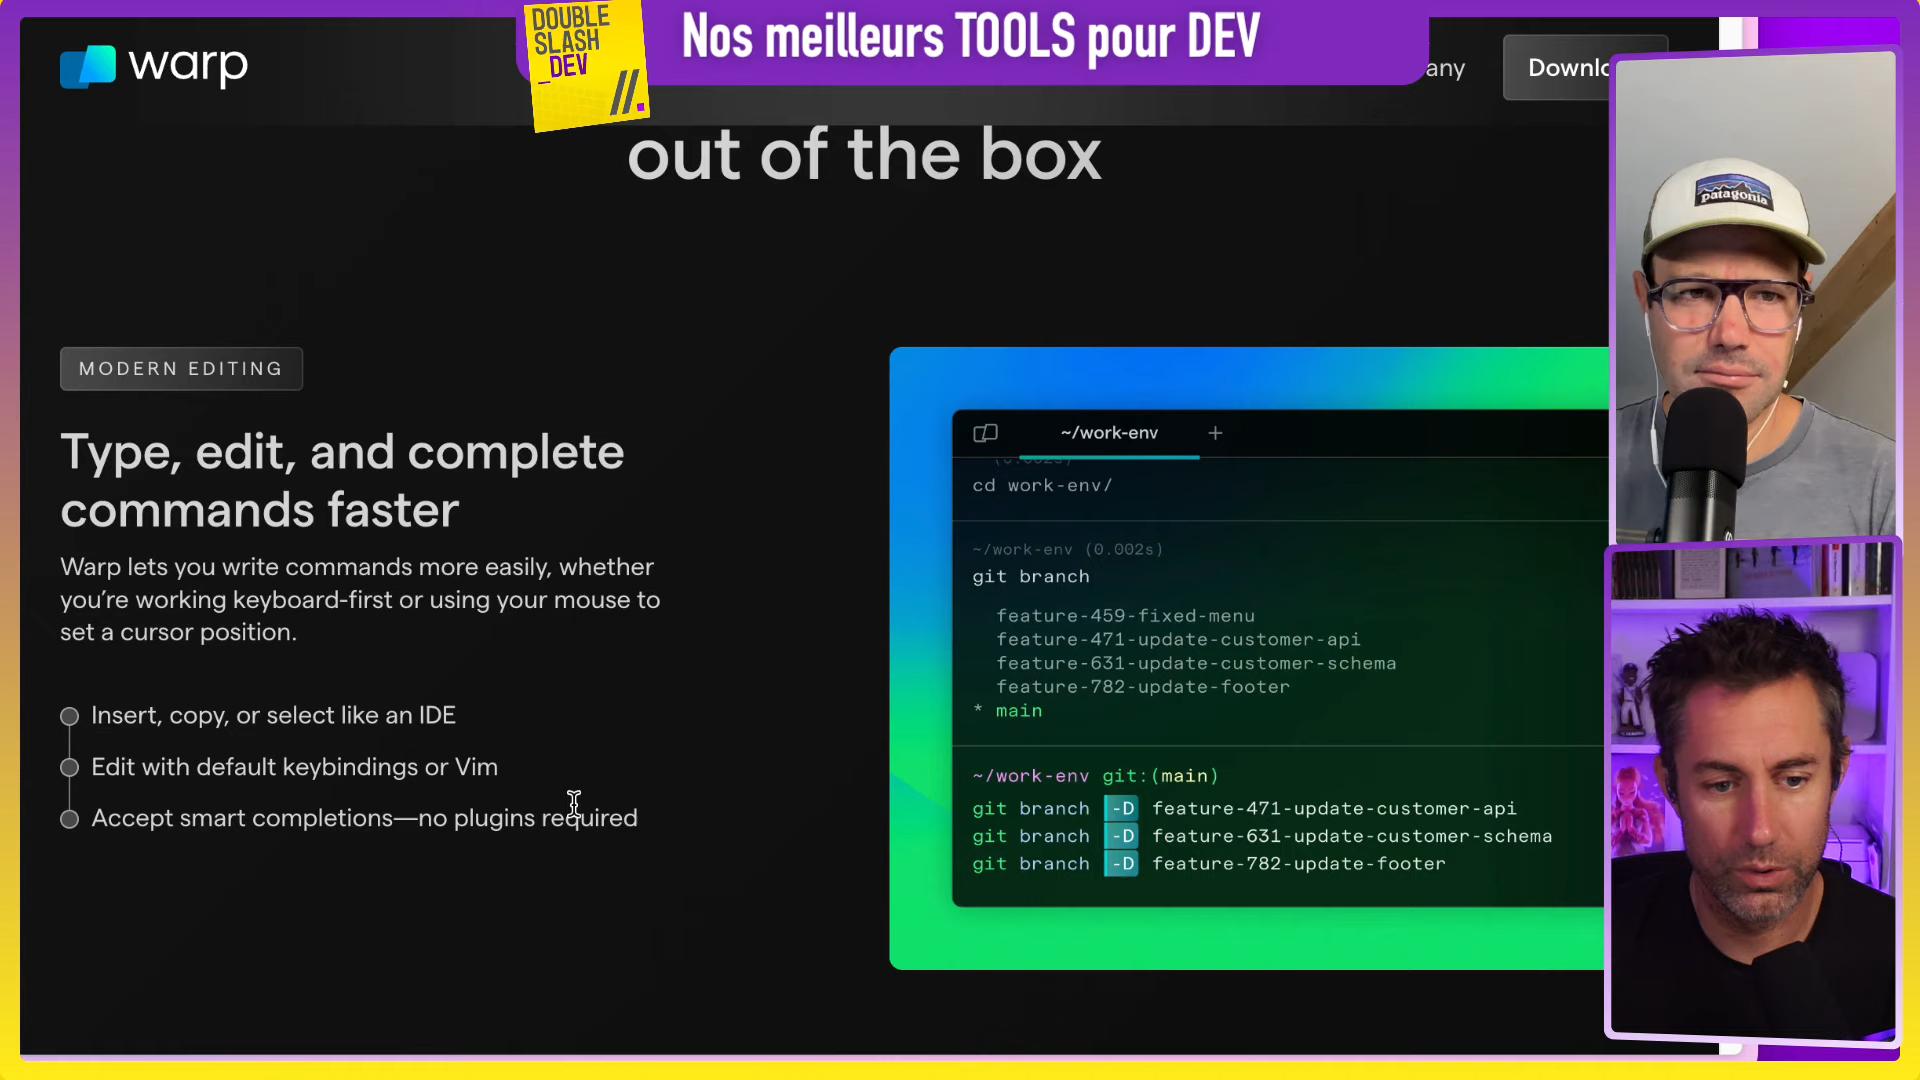 DOUBLE
SLASH
_DEV
//.
Nos meilleurs TOOLS pour DEV
warp
out of the box
MODERN EDITING
Type, edit, and complete
commands faster
Warp lets you write commands more easily, whether
you’re working keyboard-first or using your mouse to
set a cursor position.
Insert, copy, or select like an IDE
Edit with default keybindings or Vim
Accept smart completions—no plugins required
~/work-env +
(0.002s)
cd work-env/
~/work-env (0.002s)
git branch
feature-459-fixed-menu
feature-471-update-customer-api
feature-631-update-customer-schema
feature-782-update-footer
* main
~/work-env git:(main)
git branch -D feature-471-update-customer-api
git branch -D feature-631-update-customer-schema
git branch -D feature-782-update-footer
patagonia